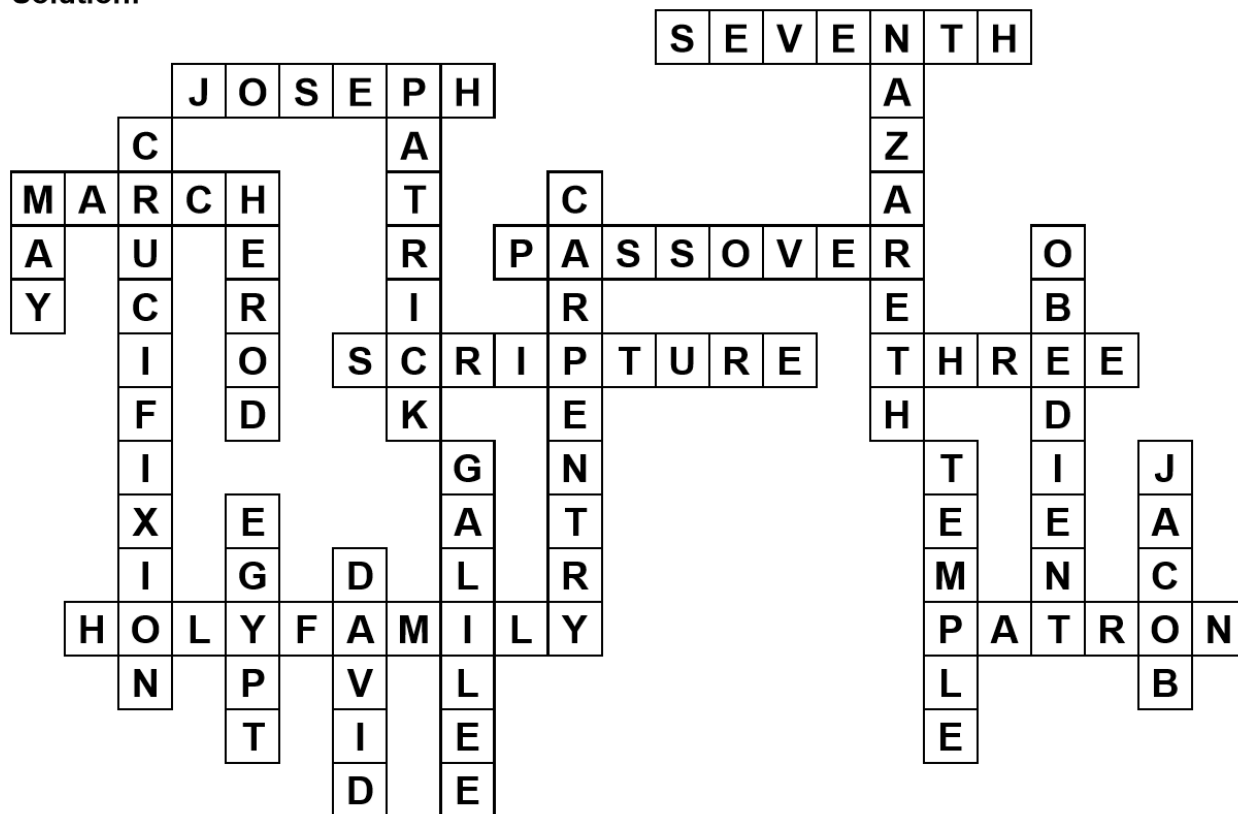 Solution:
SEVENTH
JOSEPH
NAZARETH
PATRICK
CRUCIFIXION
MARCH
MAY
HEROD
CARPENTRY
PASSOVER
OBEDIENT
SCRIPTURE
THREE
GALILEE
TEMPLE
JACOB
EGYPT
DAVID
HOLYFAMILY
PATRON